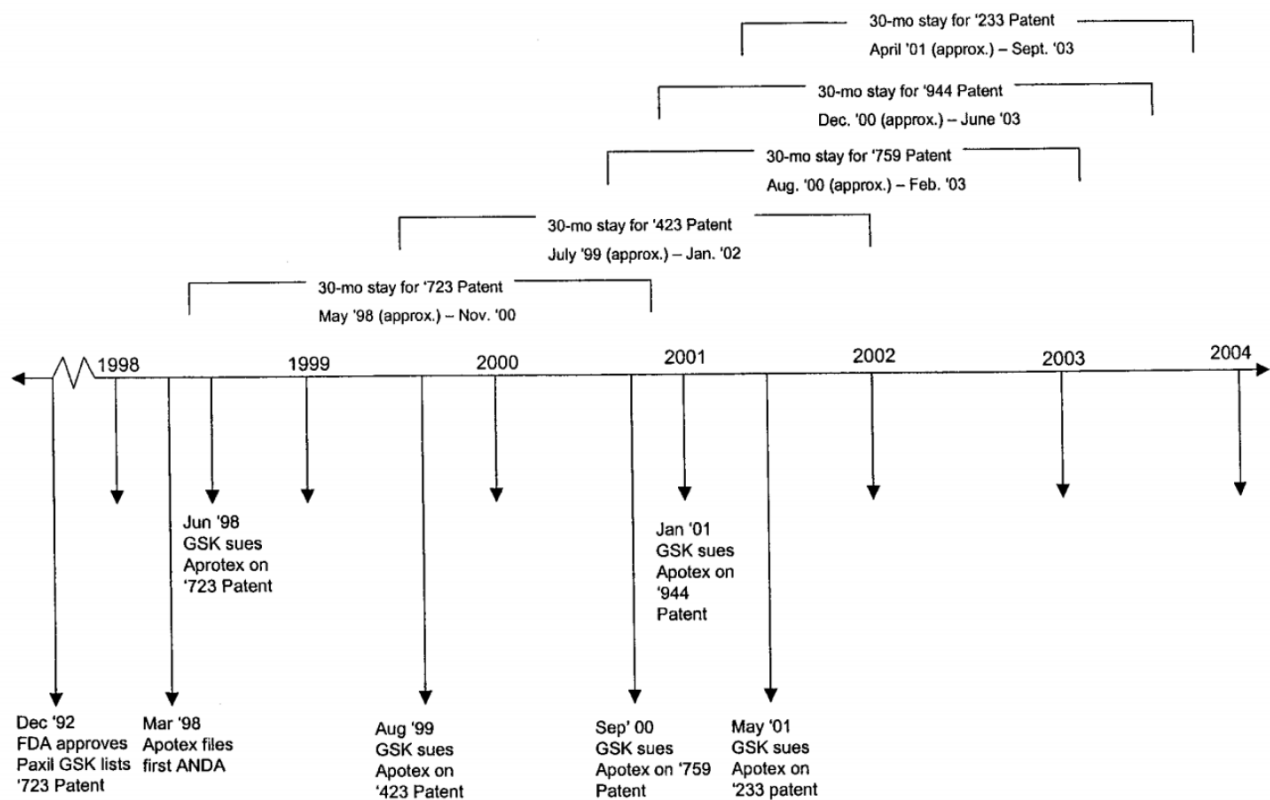 30-mo stay for '233 Patent
April '01 (approx.) – Sept. '03
30-mo stay for '944 Patent
Dec. '00 (approx.) – June '03
30-mo stay for '759 Patent
Aug. '00 (approx.) – Feb. '03
30-mo stay for '423 Patent
July '99 (approx.) – Jan. '02
30-mo stay for '723 Patent
May '98 (approx.) – Nov. '00
1998 1999 2000 2001 2002 2003 2004
Jun '98
GSK sues
Aprotex on
'723 Patent
Jan '01
GSK sues
Apotex on
'944
Patent
Dec '92
FDA approves
Paxil GSK lists
'723 Patent
Mar '98
Apotex files
first ANDA
Aug '99
GSK sues
Apotex on
'423 Patent
Sep' 00
GSK sues
Apotex on '759
Patent
May '01
GSK sues
Apotex on
'233 patent